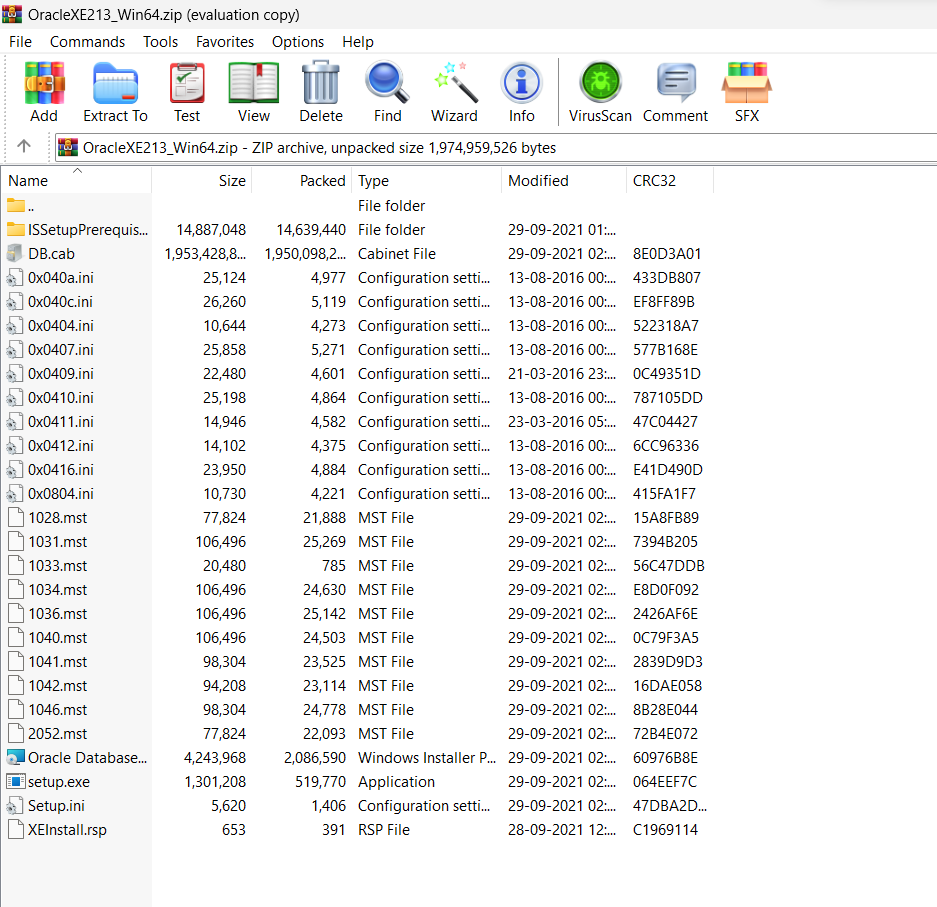 OracleXE213_Win64.zip (evaluation copy)
File Commands Tools Favorites Options Help
Add Extract To Test View Delete Find Wizard Info VirusScan Comment SFX
OracleXE213_Win64.zip - ZIP archive, unpacked size 1,974,959,526 bytes
Name Size Packed Type Modified CRC32
.. File folder
ISSetupPrerequis... 14,887,048 14,639,440 File folder 29-09-2021 01:...
DB.cab 1,953,428,8... 1,950,098,2... Cabinet File 29-09-2021 02:... 8E0D3A01
0x040a.ini 25,124 4,977 Configuration setti... 13-08-2016 00:... 433DB807
0x040c.ini 26,260 5,119 Configuration setti... 13-08-2016 00:... EF8FF89B
0x0404.ini 10,644 4,273 Configuration setti... 13-08-2016 00:... 522318A7
0x0407.ini 25,858 5,271 Configuration setti... 13-08-2016 00:... 577B168E
0x0409.ini 22,480 4,601 Configuration setti... 21-03-2016 23:... 0C49351D
0x0410.ini 25,198 4,864 Configuration setti... 13-08-2016 00:... 787105DD
0x0411.ini 14,946 4,582 Configuration setti... 23-03-2016 05:... 47C04427
0x0412.ini 14,102 4,375 Configuration setti... 13-08-2016 00:... 6CC96336
0x0416.ini 23,950 4,884 Configuration setti... 13-08-2016 00:... E41D490D
0x0804.ini 10,730 4,221 Configuration setti... 13-08-2016 00:... 415FA1F7
1028.mst 77,824 21,888 MST File 29-09-2021 02:... 15A8FB89
1031.mst 106,496 25,269 MST File 29-09-2021 02:... 7394B205
1033.mst 20,480 785 MST File 29-09-2021 02:... 56C47DDB
1034.mst 106,496 24,630 MST File 29-09-2021 02:... E8D0F092
1036.mst 106,496 25,142 MST File 29-09-2021 02:... 2426AF6E
1040.mst 106,496 24,503 MST File 29-09-2021 02:... 0C79F3A5
1041.mst 98,304 23,525 MST File 29-09-2021 02:... 2839D9D3
1042.mst 94,208 23,114 MST File 29-09-2021 02:... 16DAE058
1046.mst 98,304 24,778 MST File 29-09-2021 02:... 8B28E044
2052.mst 77,824 22,093 MST File 29-09-2021 02:... 72B4E072
Oracle Database... 4,243,968 2,086,590 Windows Installer P... 29-09-2021 02:... 60976B8E
setup.exe 1,301,208 519,770 Application 29-09-2021 02:... 064EEF7C
Setup.ini 5,620 1,406 Configuration setti... 29-09-2021 02:... 47DBA2D...
XEInstall.rsp 653 391 RSP File 28-09-2021 12:... C1969114